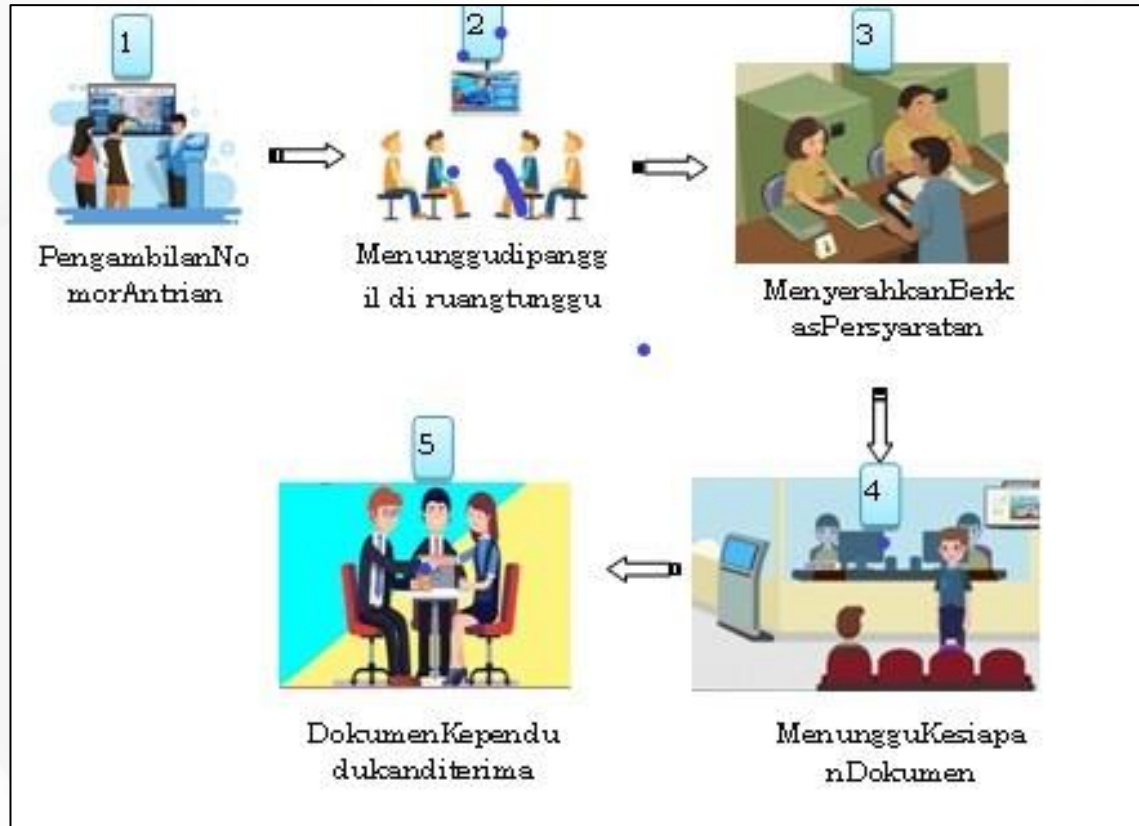 1
2
3
PengambilanNo
morAntrian
Menunggudipangg
il di ruangtunggu
MenyerahkanBerk
asPersyaratan
5
4
DokumenKependu
dukanditerima
MenungguKesiapa
nDokumen